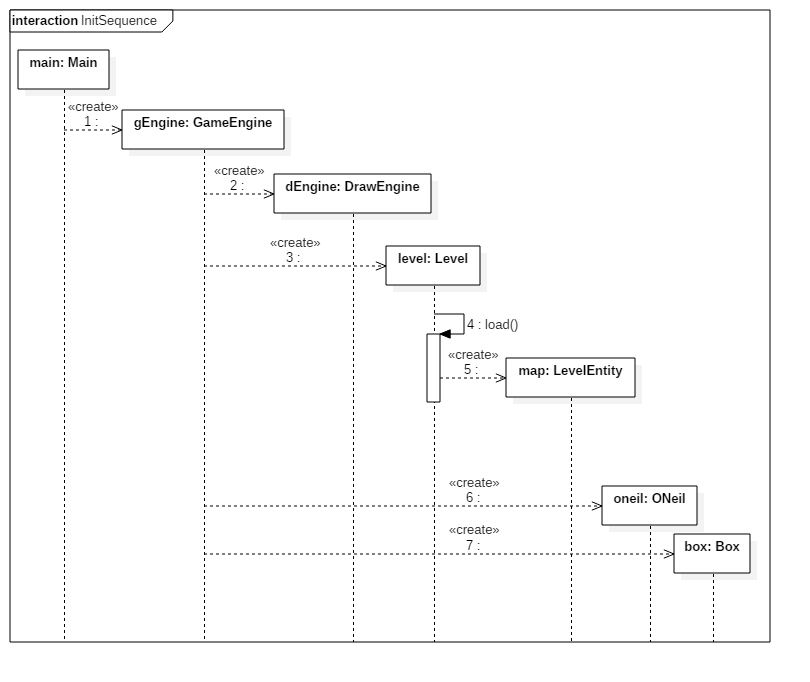 interaction InitSequence
main: Main
«create»
1 :
gEngine: GameEngine
«create»
2 :
dEngine: DrawEngine
«create»
3 :
level: Level
4 : load()
«create»
5 :
map: LevelEntity
«create»
6 :
oneil: ONeil
«create»
7 :
box: Box